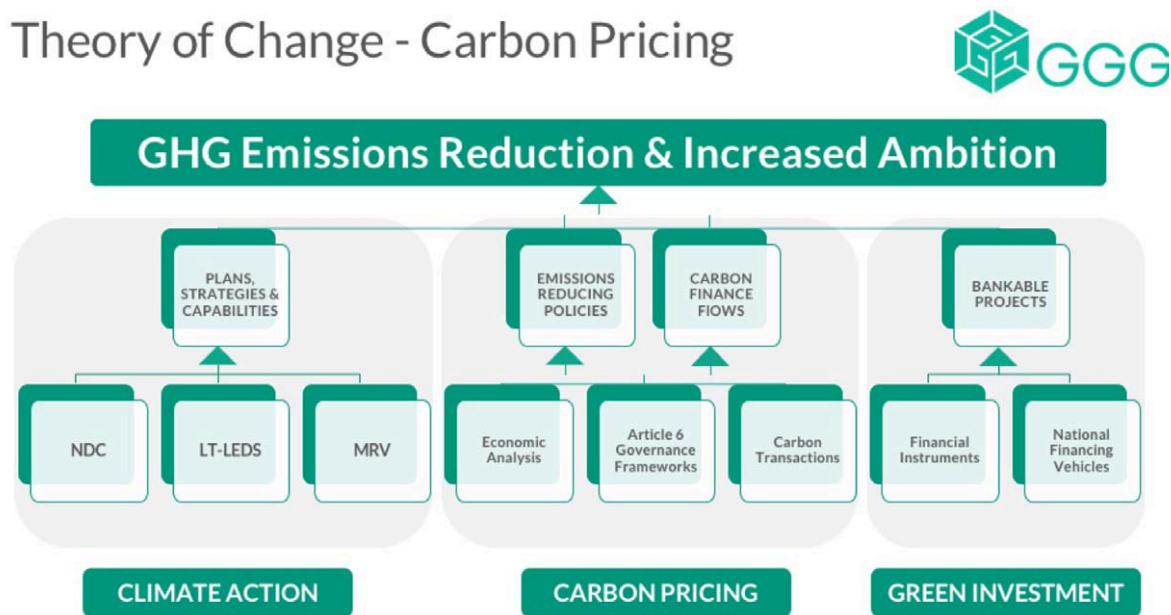 Theory of Change - Carbon Pricing
GGG
GHG Emissions Reduction & Increased Ambition
PLANS,
STRATEGIES &
CAPABILITIES
EMISSIONS
REDUCING
POLICIES
CARBON
FINANCE
FlOWS
BANKABLE
PROJECTS
NDC
LT-LEDS
MRV
Economic
Analysis
Article 6
Governance
Frameworks
Carbon
Transactions
Financial
Instruments
National
Financing
Vehicles
CLIMATE ACTION
CARBON PRICING
GREEN INVESTMENT